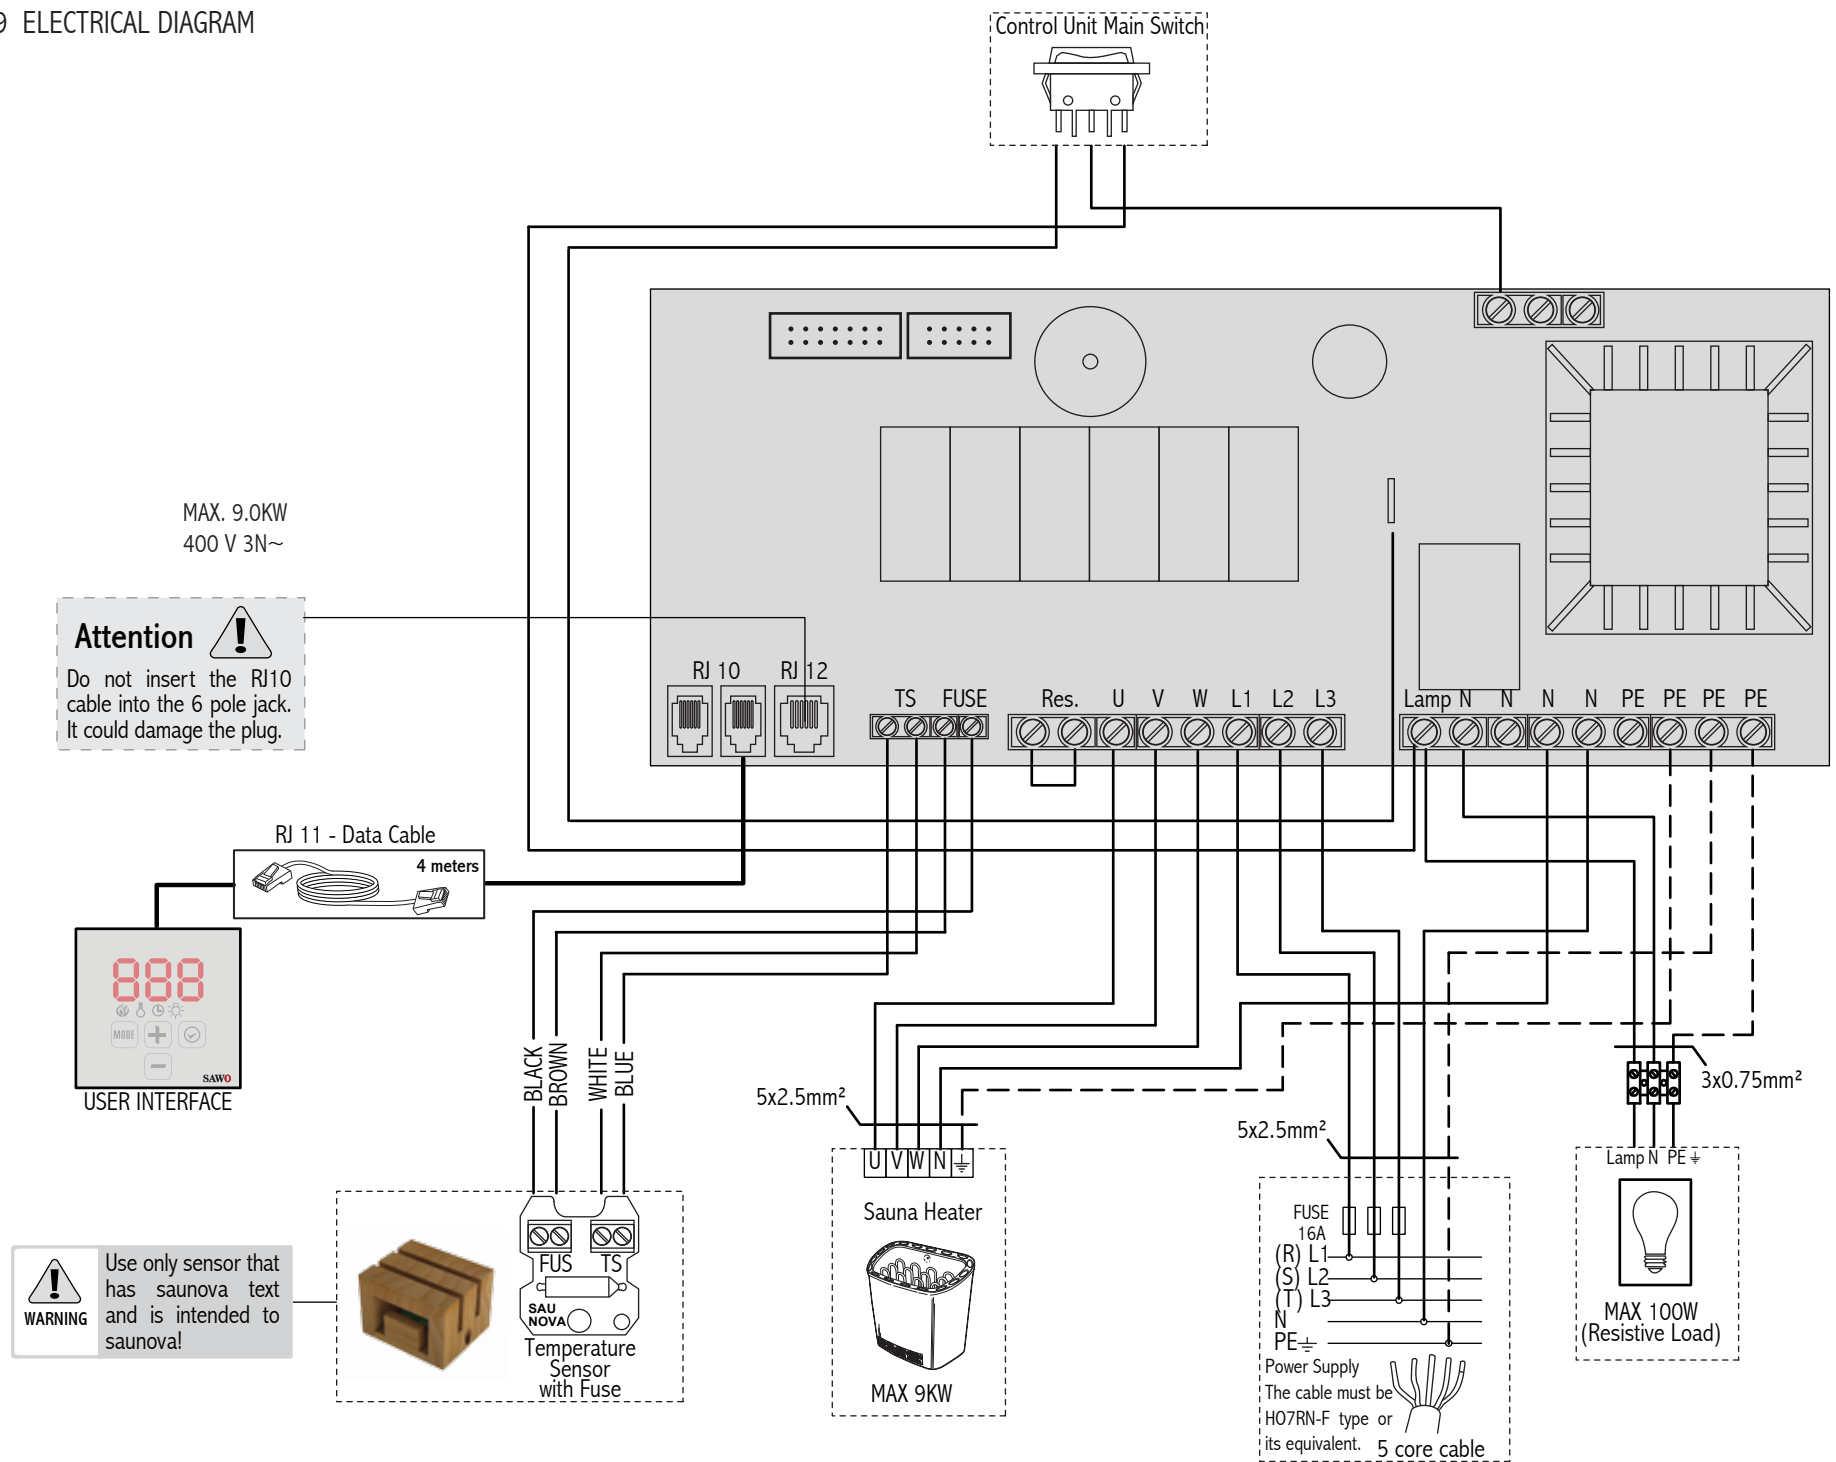 9 ELECTRICAL DIAGRAM
Control Unit Main Switch
MAX. 9.0KW
400 V 3N~
Attention
Do not insert the RJ10
cable into the 6 pole jack.
It could damage the plug.
RJ 10
RJ 12
TS
FUSE
Res.
U
V
W
L1
L2
L3
Lamp
N
N
N
N
PE
PE
PE
PE
RJ 11 - Data Cable
4 meters
888
MODE
SAWO
USER INTERFACE
BLACK
BROWN
WHITE
BLUE
5x2.5mm²
5x2.5mm²
3x0.75mm²
U V W N
Sauna Heater
MAX 9KW
FUS
TS
SAU
NOVA
Temperature
Sensor
with Fuse
WARNING
Use only sensor that
has saunova text
and is intended to
saunova!
FUSE
16A
(R) L1
(S) L2
(T) L3
N
PE
Power Supply
The cable must be
HO7RN-F type or
its equivalent.
5 core cable
Lamp N PE
MAX 100W
(Resistive Load)